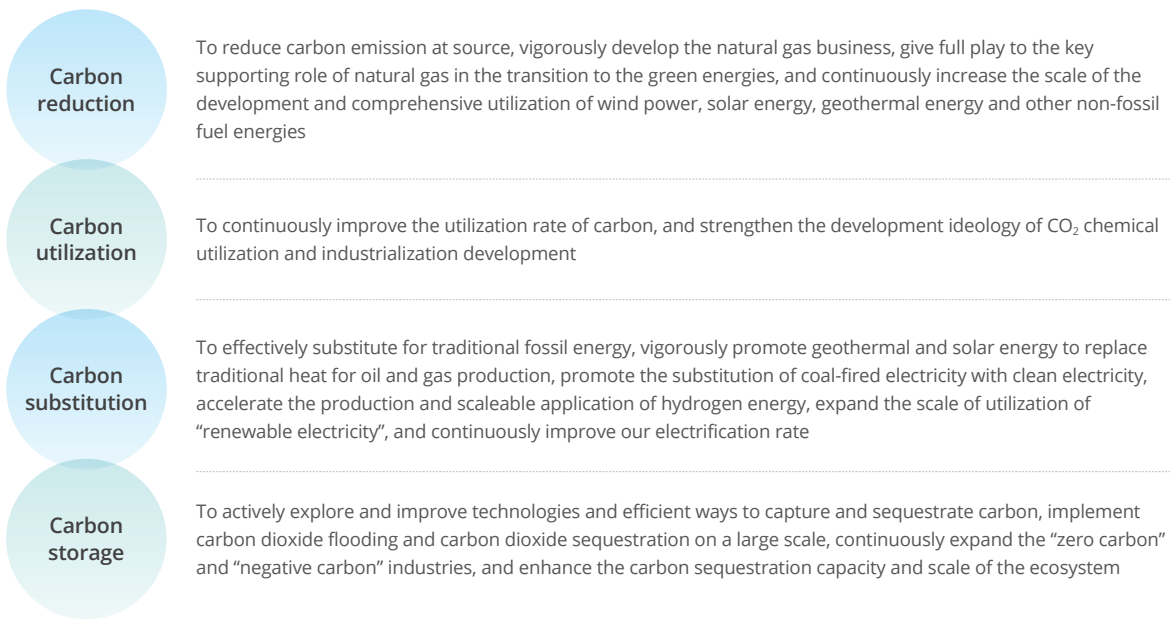 Carbon
reduction
To reduce carbon emission at source, vigorously develop the natural gas business, give full play to the key
supporting role of natural gas in the transition to the green energies, and continuously increase the scale of the
development and comprehensive utilization of wind power, solar energy, geothermal energy and other non-fossil
fuel energies
Carbon
utilization
To continuously improve the utilization rate of carbon, and strengthen the development ideology of CO₂ chemical
utilization and industrialization development
Carbon
substitution
To effectively substitute for traditional fossil energy, vigorously promote geothermal and solar energy to replace
traditional heat for oil and gas production, promote the substitution of coal-fired electricity with clean electricity,
accelerate the production and scaleable application of hydrogen energy, expand the scale of utilization of
“renewable electricity”, and continuously improve our electrification rate
Carbon
storage
To actively explore and improve technologies and efficient ways to capture and sequestrate carbon, implement
carbon dioxide flooding and carbon dioxide sequestration on a large scale, continuously expand the “zero carbon”
and “negative carbon” industries, and enhance the carbon sequestration capacity and scale of the ecosystem